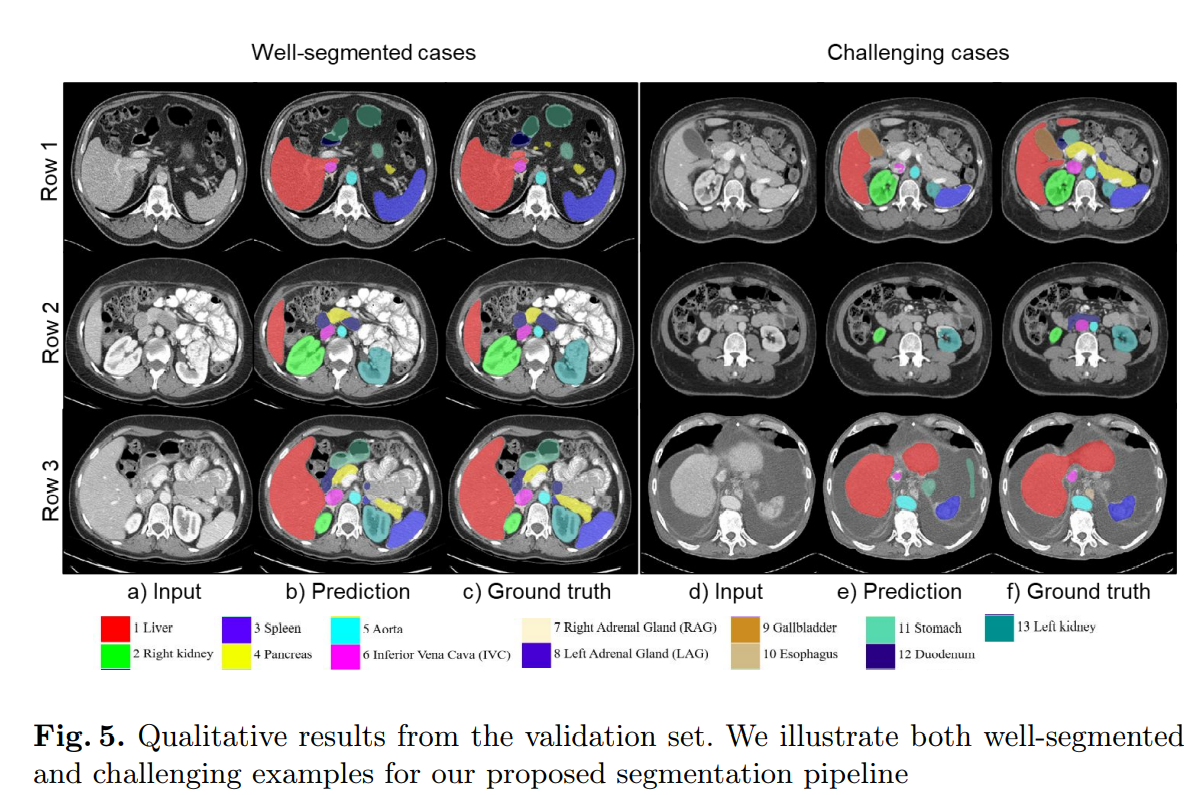 Well-segmented cases
Challenging cases
Row 1
Row 2
Row 3
a) Input
b) Prediction
c) Ground truth
d) Input
e) Prediction
f) Ground truth
1 Liver
3 Spleen
5 Aorta
7 Right Adrenal Gland (RAG)
9 Gallbladder
11 Stomach
13 Left kidney
2 Right kidney
4 Pancreas
6 Inferior Vena Cava (IVC)
8 Left Adrenal Gland (LAG)
10 Esophagus
12 Duodenum
Fig. 5. Qualitative results from the validation set. We illustrate both well-segmented
and challenging examples for our proposed segmentation pipeline